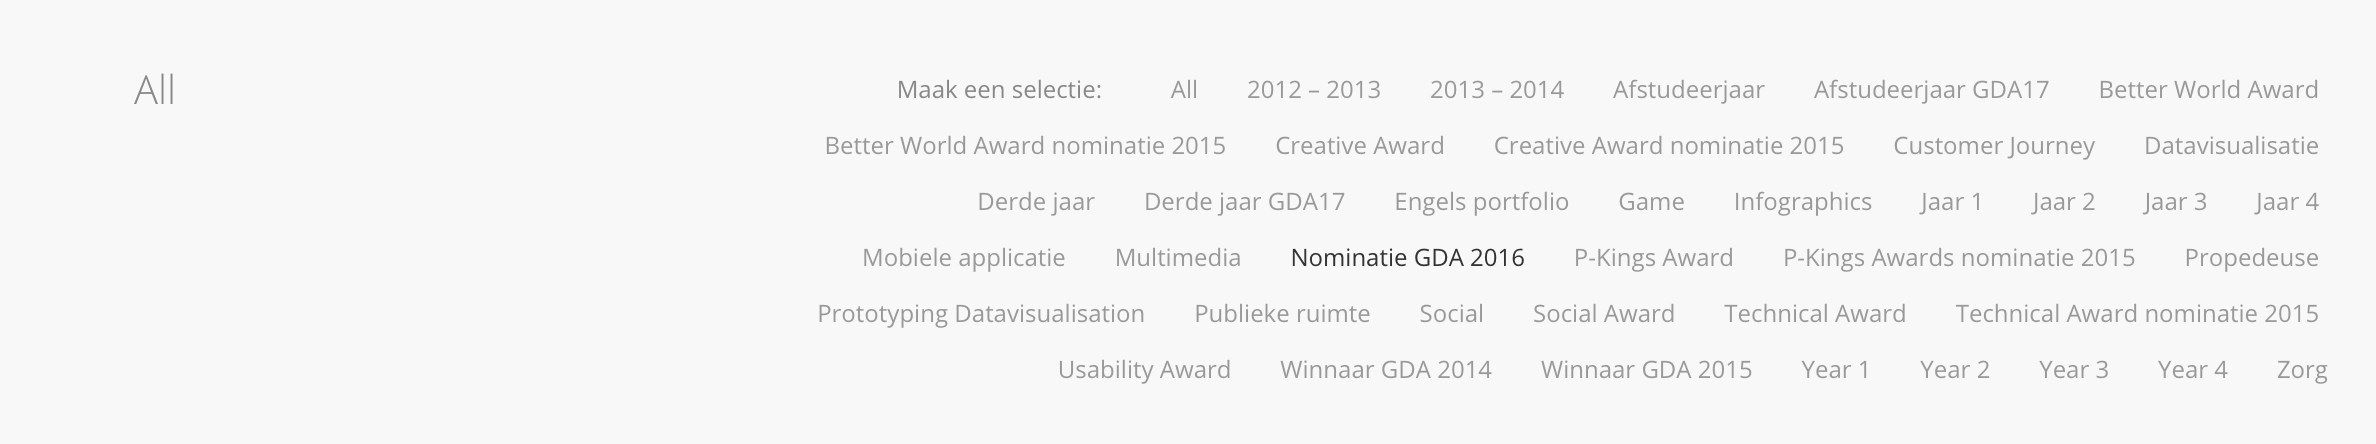 All
Maak een selectie: All 2012 – 2013 2013 – 2014 Afstudeerjaar Afstudeerjaar GDA17 Better World Award
Better World Award nominatie 2015 Creative Award Creative Award nominatie 2015 Customer Journey Datavisualisatie
Derde jaar Derde jaar GDA17 Engels portfolio Game Infographics Jaar 1 Jaar 2 Jaar 3 Jaar 4
Mobiele applicatie Multimedia Nominatie GDA 2016 P-Kings Award P-Kings Awards nominatie 2015 Propedeuse
Prototyping Datavisualisation Publieke ruimte Social Social Award Technical Award Technical Award nominatie 2015
Usability Award Winnaar GDA 2014 Winnaar GDA 2015 Year 1 Year 2 Year 3 Year 4 Zorg